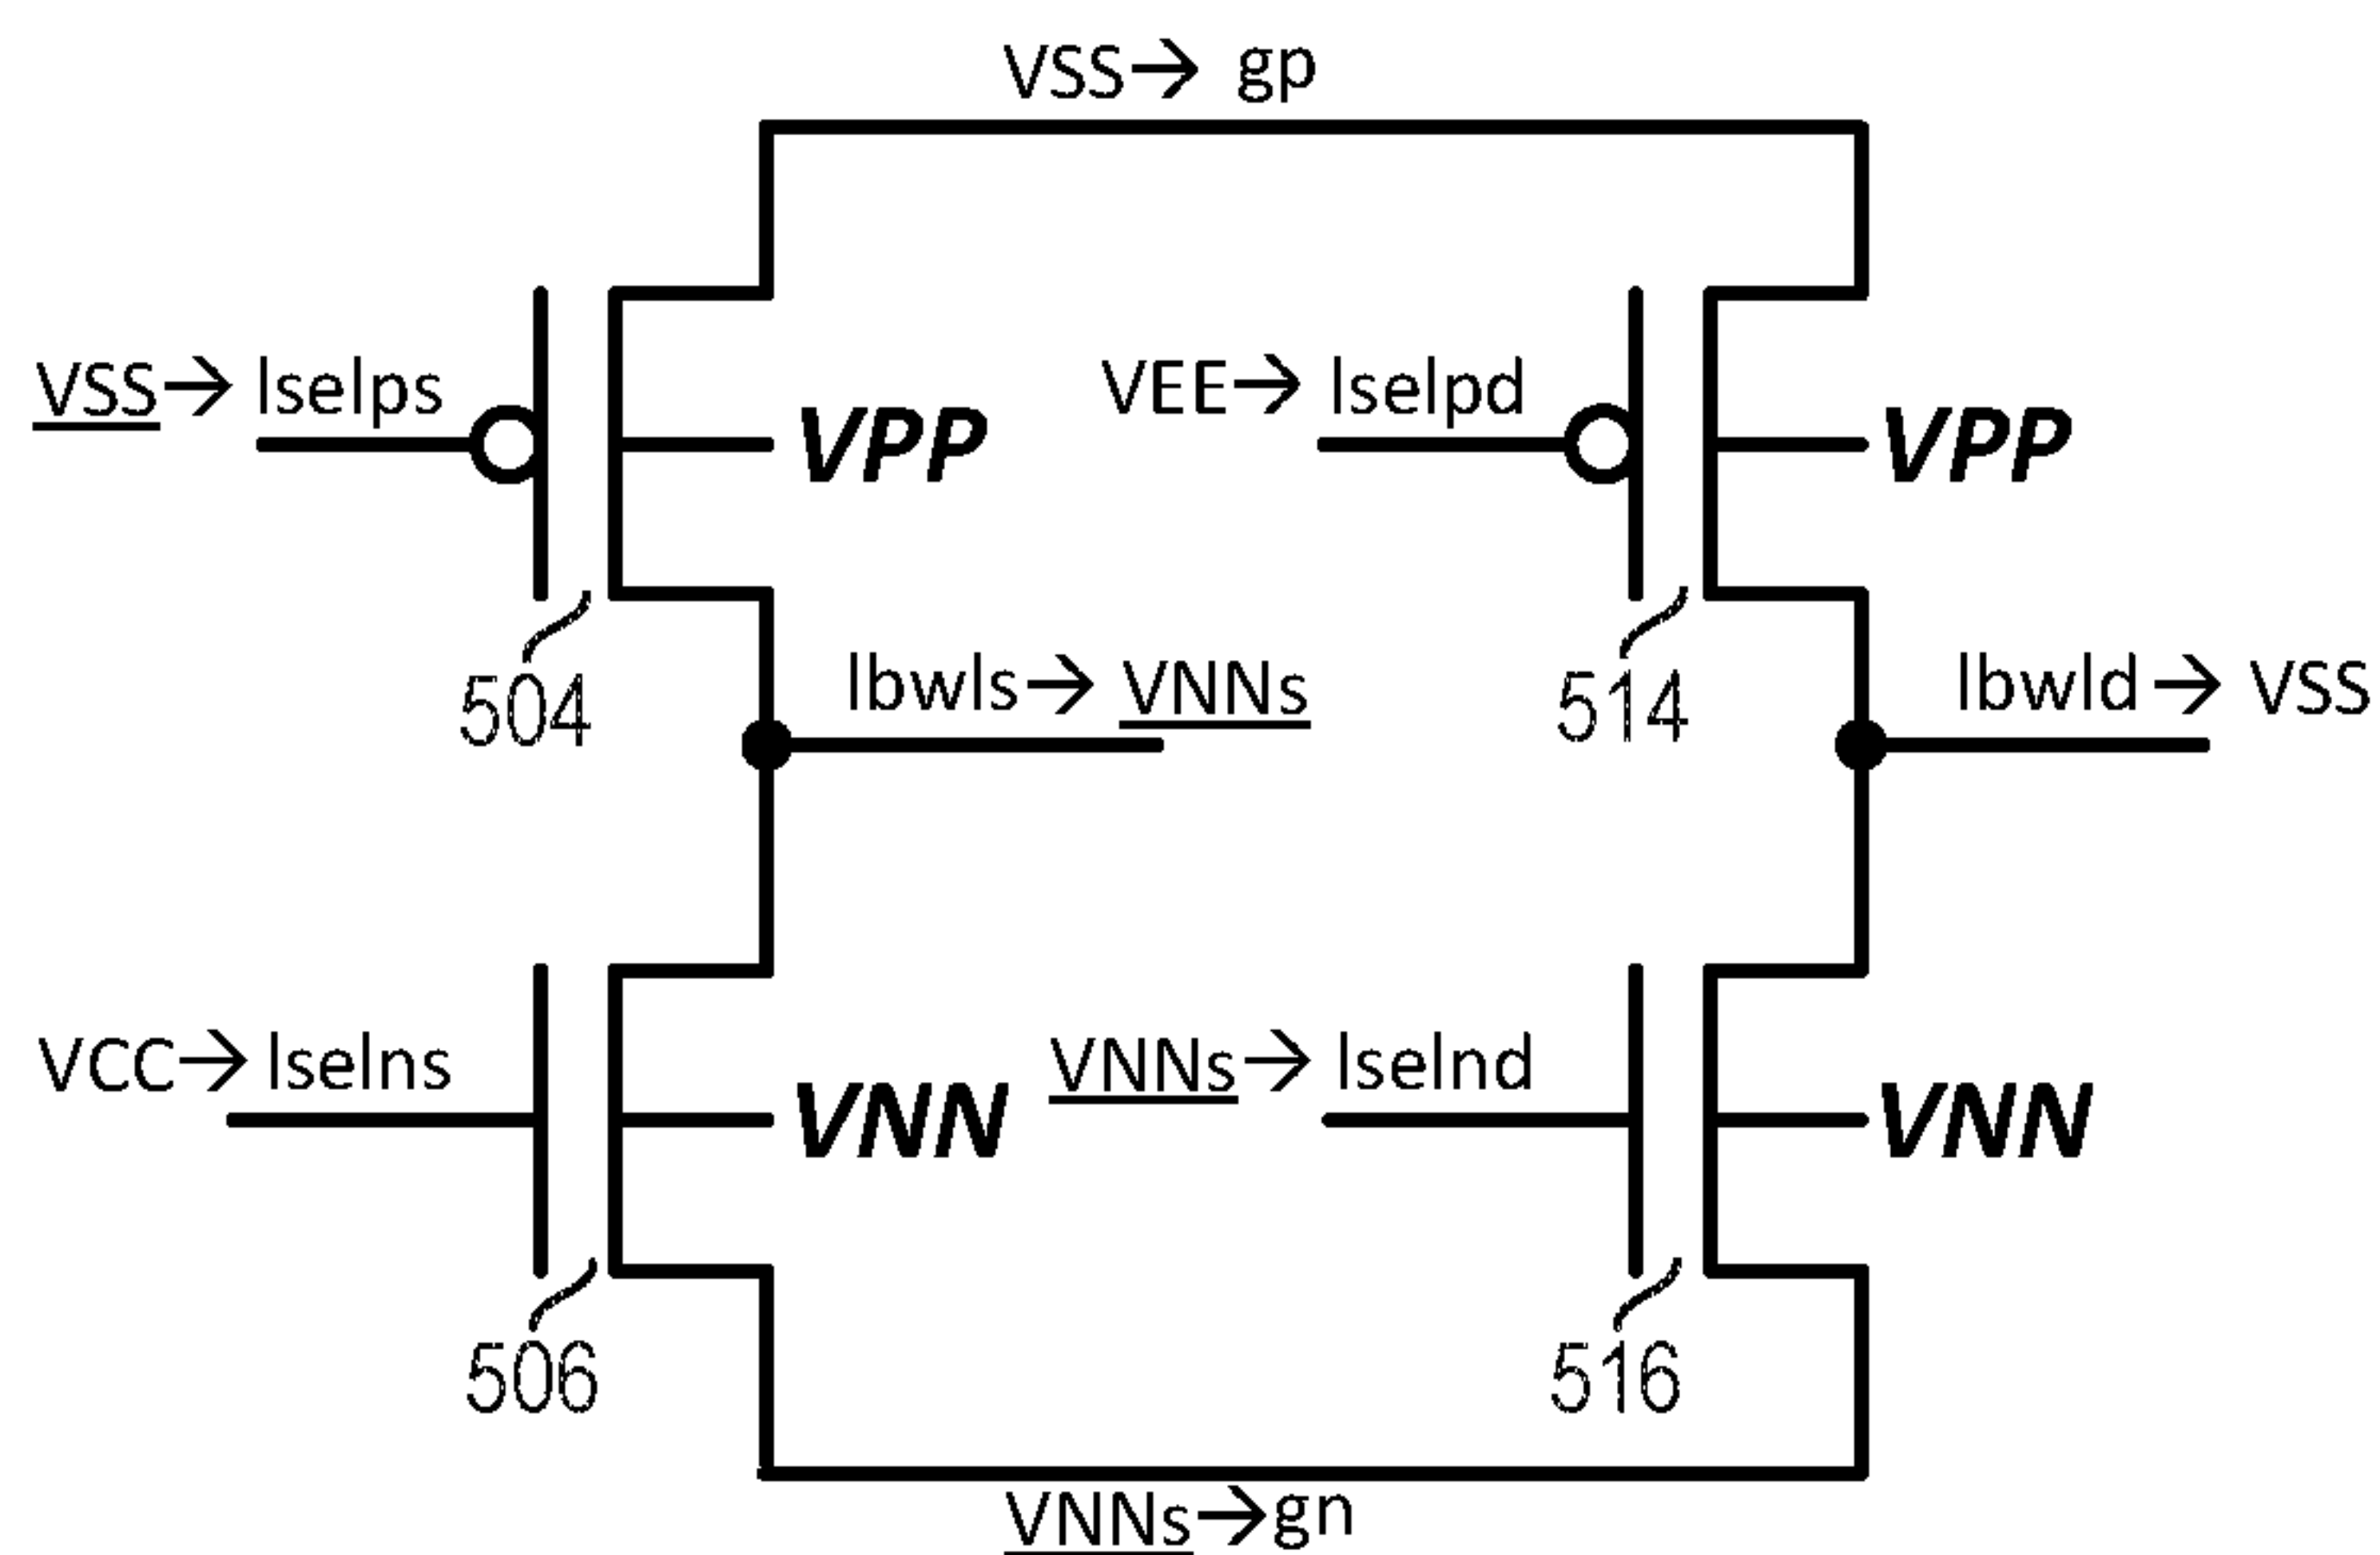 VSS→ gp
VSS→ lselps
VEE→ lselpd
VPP
VPP
504
lbwls→ VNNs
514
lbwld → VSS
VCC→ lselns
VNNs→ lselnd
VNN
VNN
506
516
VNNs→gn